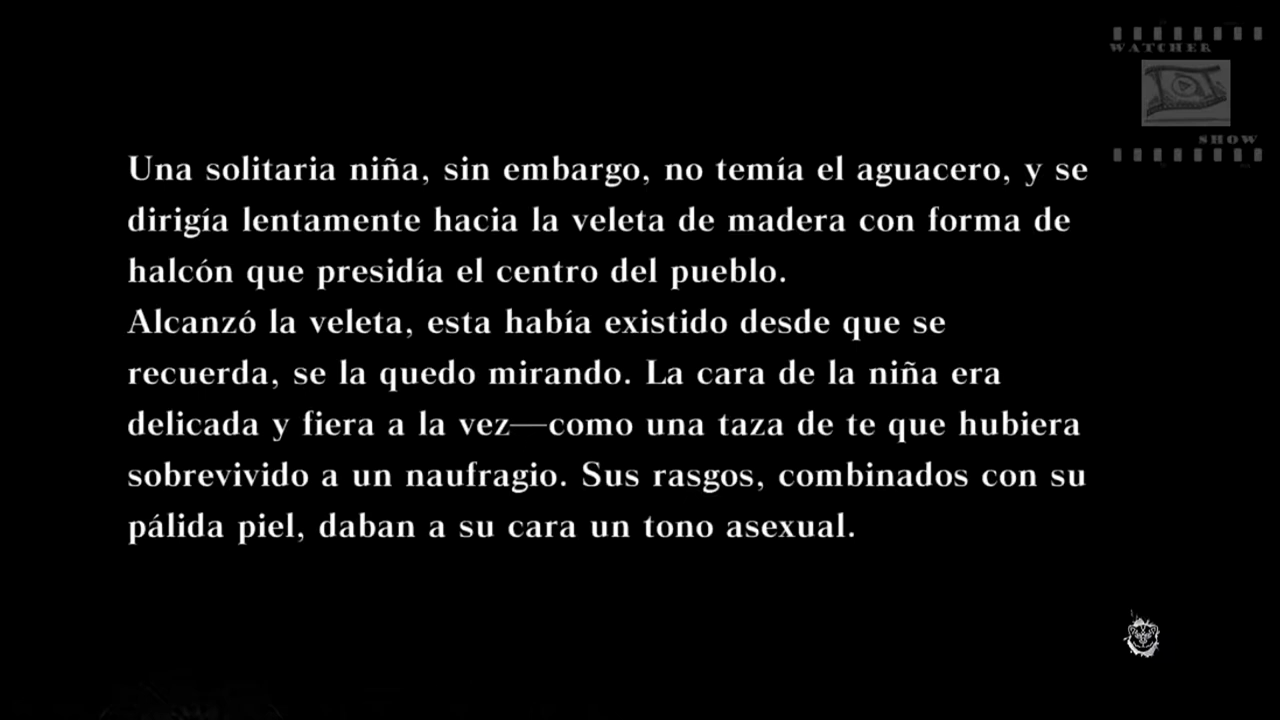 WATCHER
SHOW
Una solitaria niña, sin embargo, no temía el aguacero, y se
dirigía lentamente hacia la veleta de madera con forma de
halcón que presidía el centro del pueblo.
Alcanzó la veleta, esta había existido desde que se
recuerda, se la quedo mirando. La cara de la niña era
delicada y fiera a la vez—como una taza de te que hubiera
sobrevivido a un naufragio. Sus rasgos, combinados con su
pálida piel, daban a su cara un tono asexual.